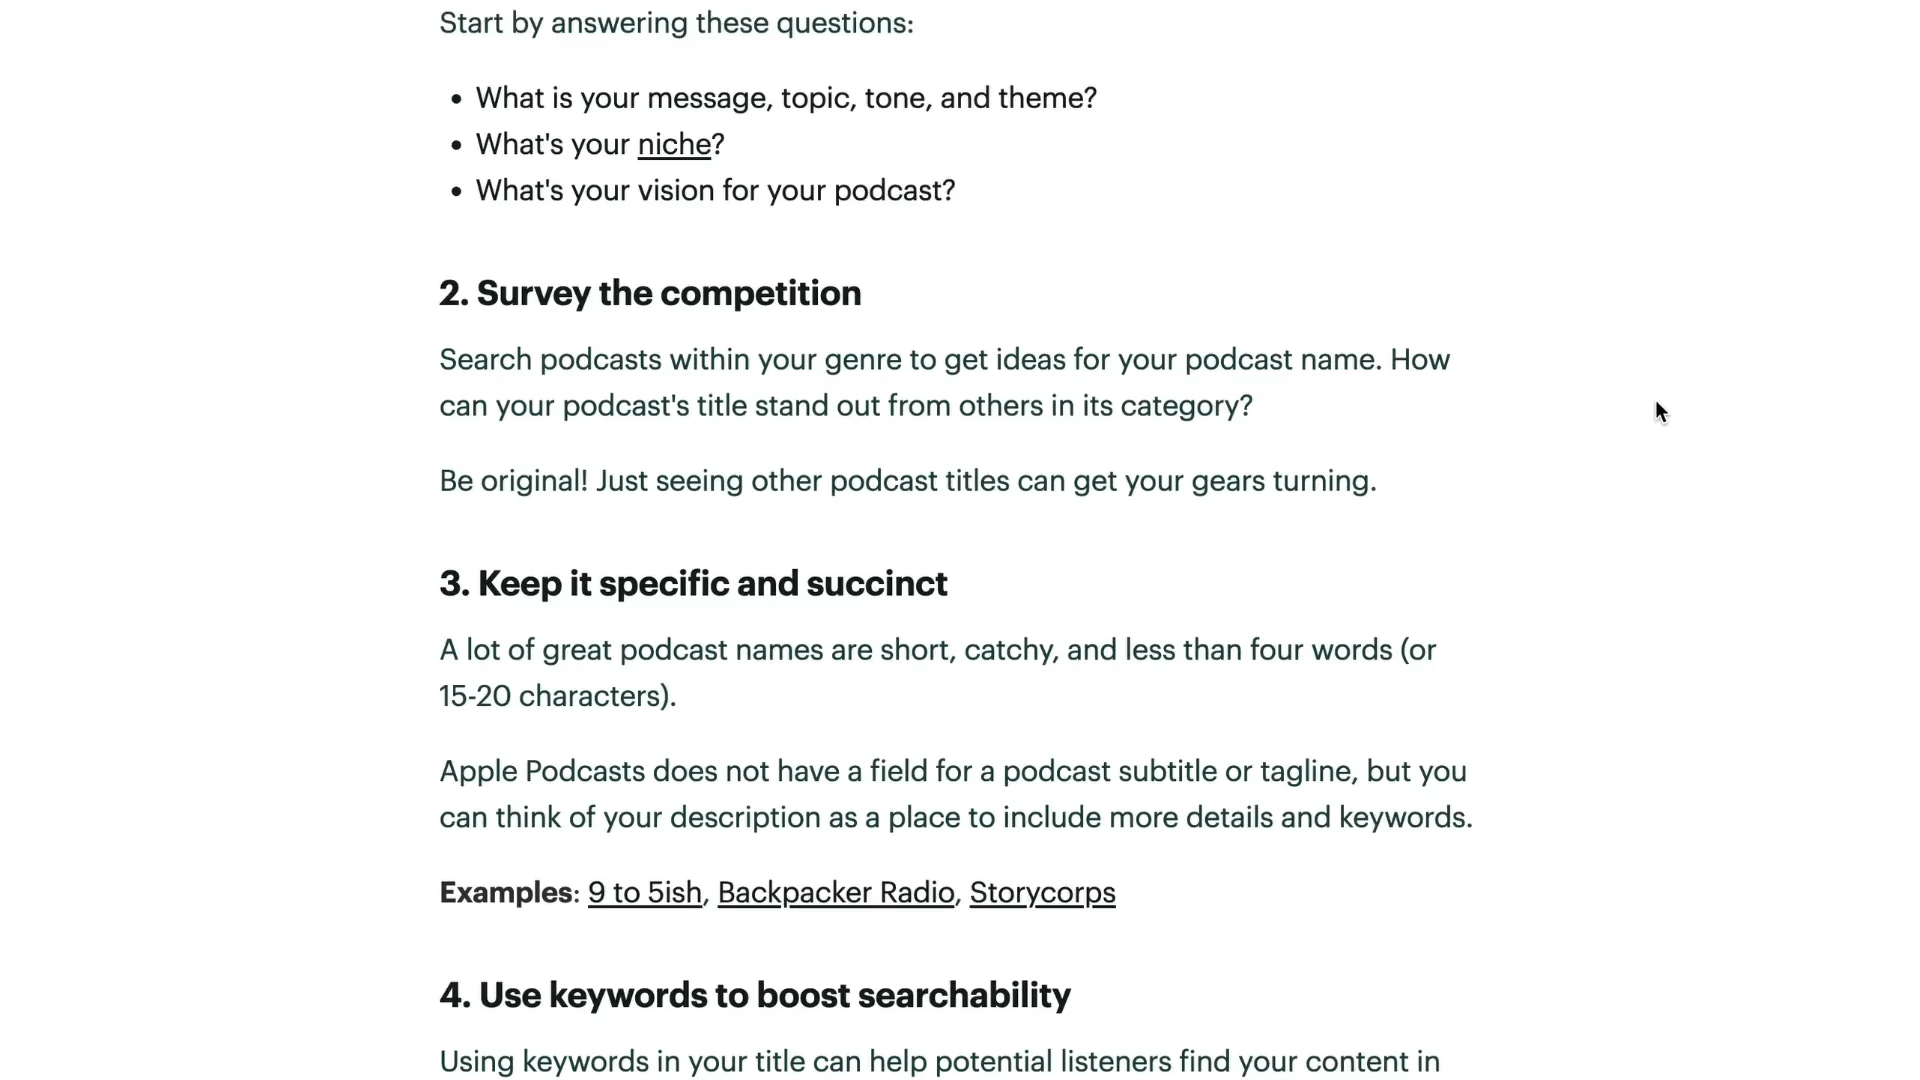 Start by answering these questions:
• What is your message, topic, tone, and theme?
• What's your niche?
• What's your vision for your podcast?
2. Survey the competition
Search podcasts within your genre to get ideas for your podcast name. How
can your podcast's title stand out from others in its category?
Be original! Just seeing other podcast titles can get your gears turning.
3. Keep it specific and succinct
A lot of great podcast names are short, catchy, and less than four words (or
15-20 characters).
Apple Podcasts does not have a field for a podcast subtitle or tagline, but you
can think of your description as a place to include more details and keywords.
Examples: 9 to 5ish, Backpacker Radio, Storycorps
4. Use keywords to boost searchability
Using keywords in your title can help potential listeners find your content in